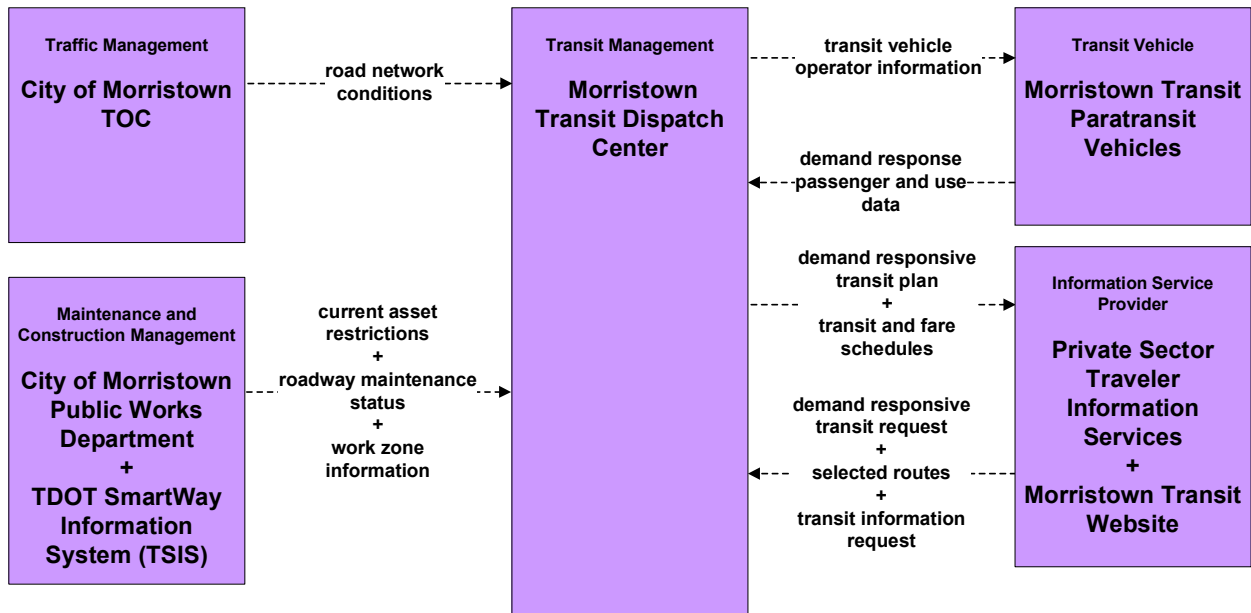 Traffic Management
City of Morristown
TOC
road network
conditions
Transit Management
Morristown
Transit Dispatch
Center
transit vehicle
operator information
Transit Vehicle
Morristown Transit
Paratransit
Vehicles
demand response
passenger and use
data
Maintenance and
Construction Management
City of Morristown
Public Works
Department
+
TDOT SmartWay
Information
System (TSIS)
current asset
restrictions
+
roadway maintenance
status
+
work zone
information
demand responsive
transit plan
+
transit and fare
schedules
Information Service
Provider
Private Sector
Traveler
Information
Services
+
Morristown Transit
Website
demand responsive
transit request
+
selected routes
+
transit information
request